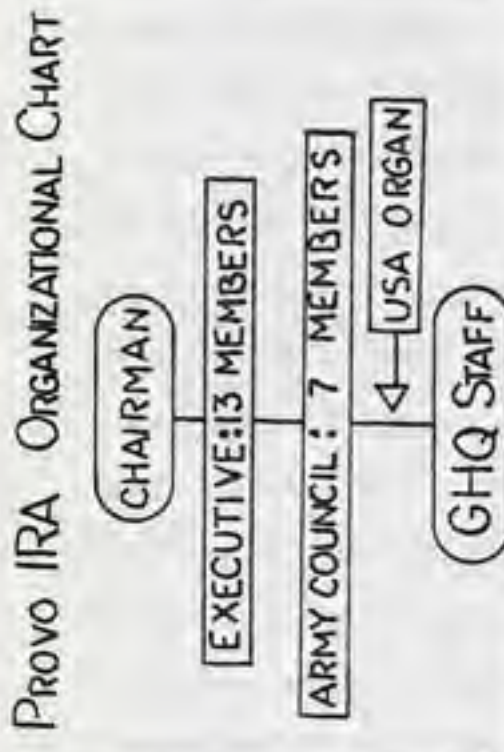 PROVO IRA ORGANIZATIONAL CHART
CHAIRMAN
EXECUTIVE:13 MEMBERS
ARMY COUNCIL: 7 MEMBERS
USA ORGAN
GHQ STAFF